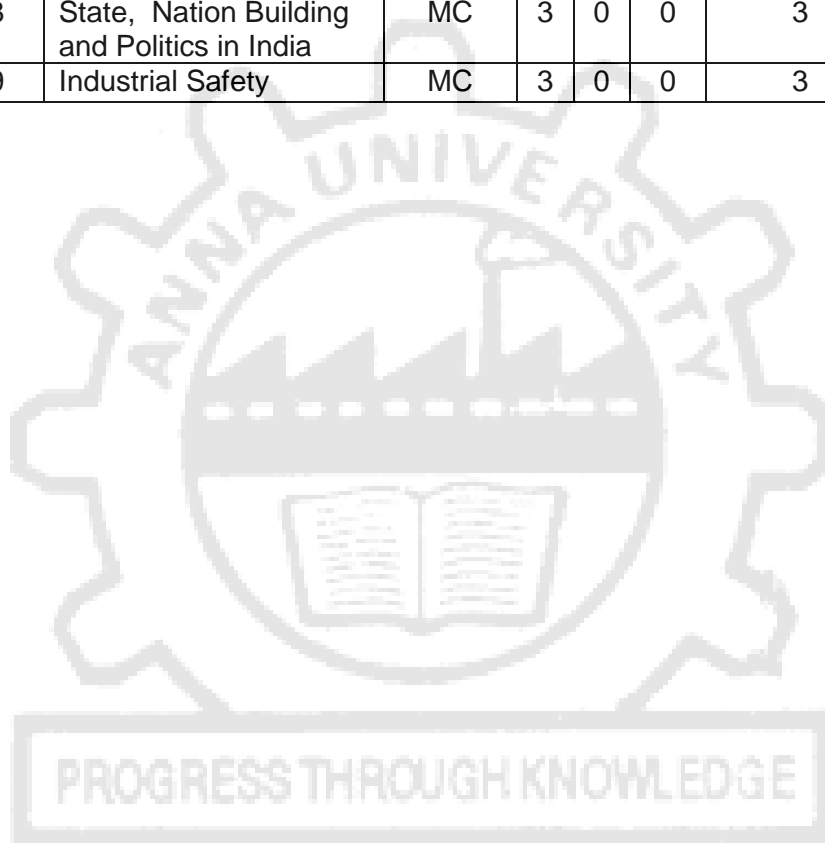 3 State, Nation Building MC 3 0 0 3
and Politics in India
9 Industrial Safety MC 3 0 0 3
ANNA UNIVERSITY
PROGRESS THROUGH KNOWLEDGE